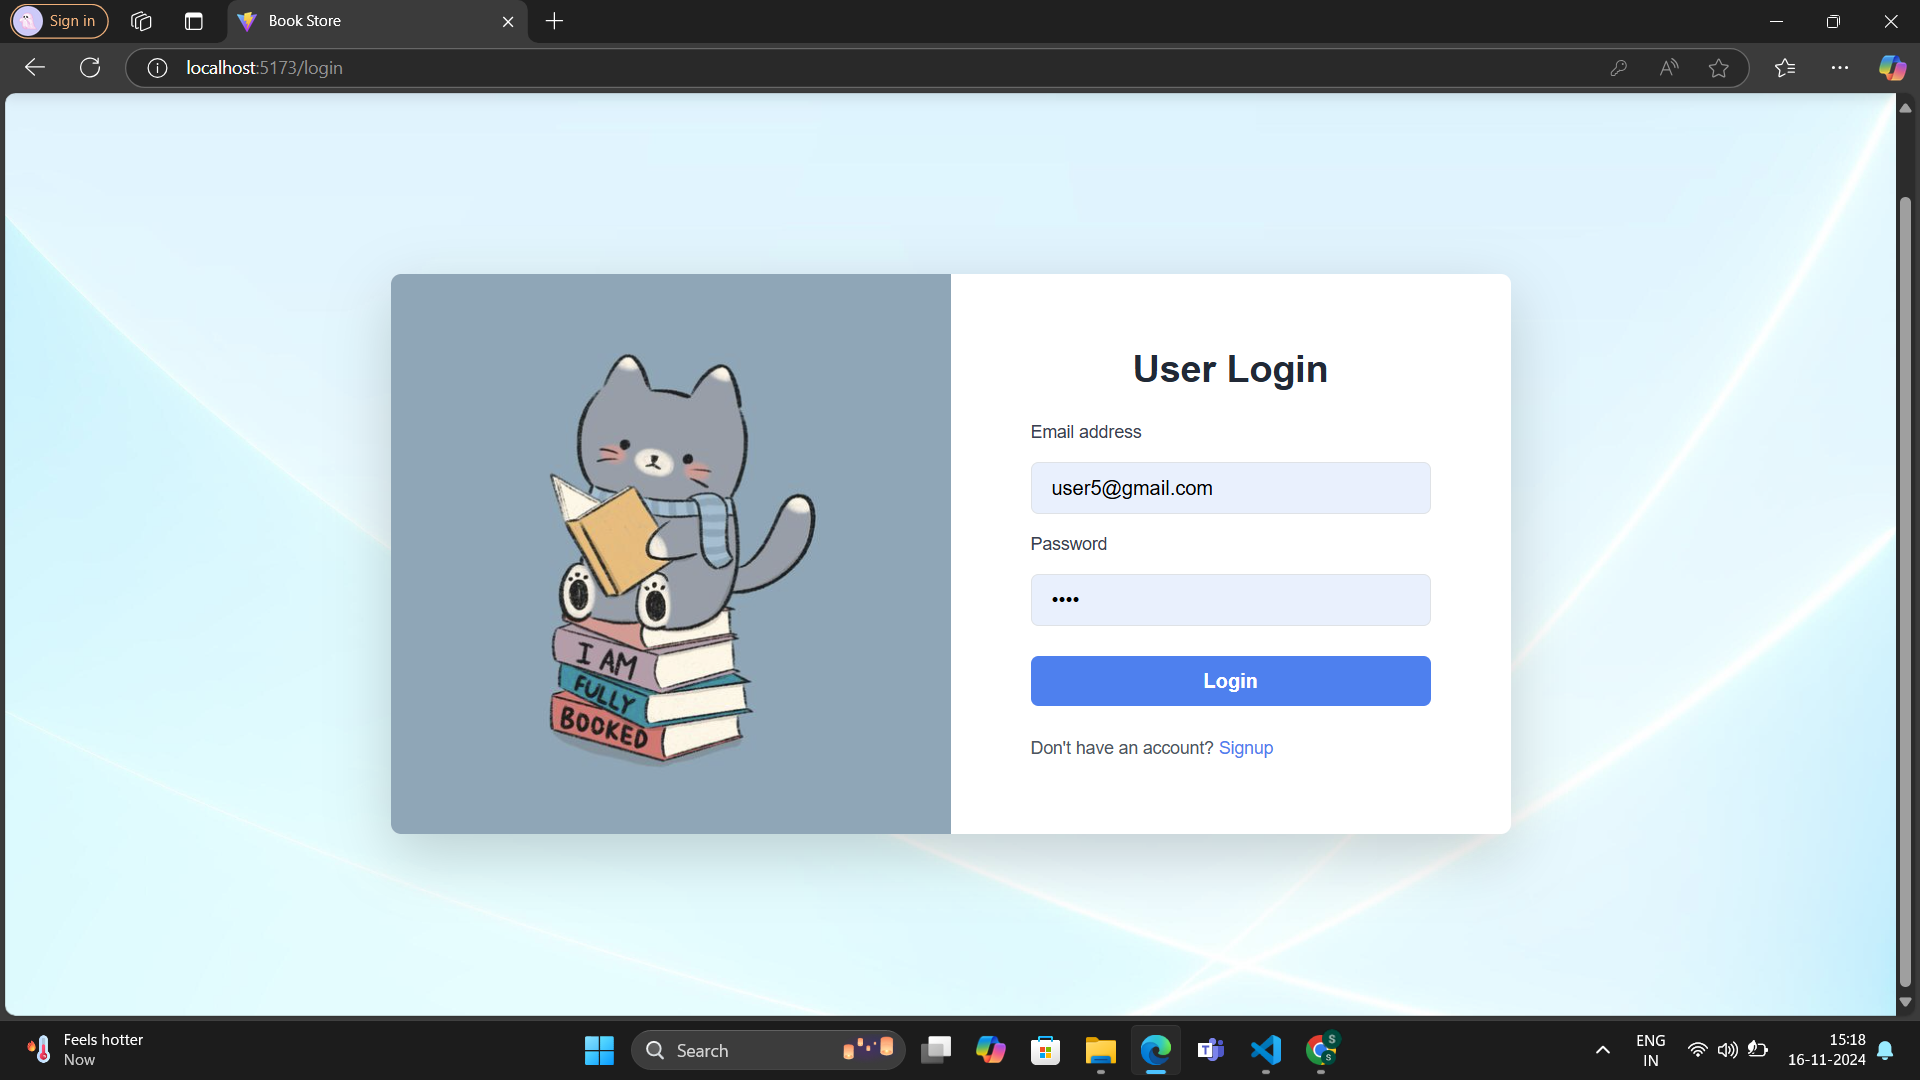 Sign in
Book Store
localhost:5173/login
User Login
Email address
user5@gmail.com
Password
••••
Login
Don't have an account? Signup
I AM
FULLY
BOOKED
Feels hotter
Now
Search
S
S
ENG
IN
15:18
16-11-2024